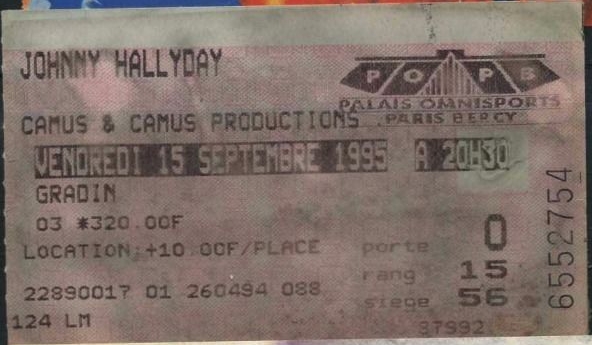 JOHNNY HALLYDAY
POPB
PALAIS OMNISPORTS
PARIS BERCY
CAMUS & CAMUS PRODUCTIONS
VENDREDI 15 SEPTEMBRE 1995 A 20H30
GRADIN
03 *320.00F
LOCATION:+10.00F/PLACE
porte 0
rang 15
siege 56
22890017 01 260494 088
124 LM
37992
6552754